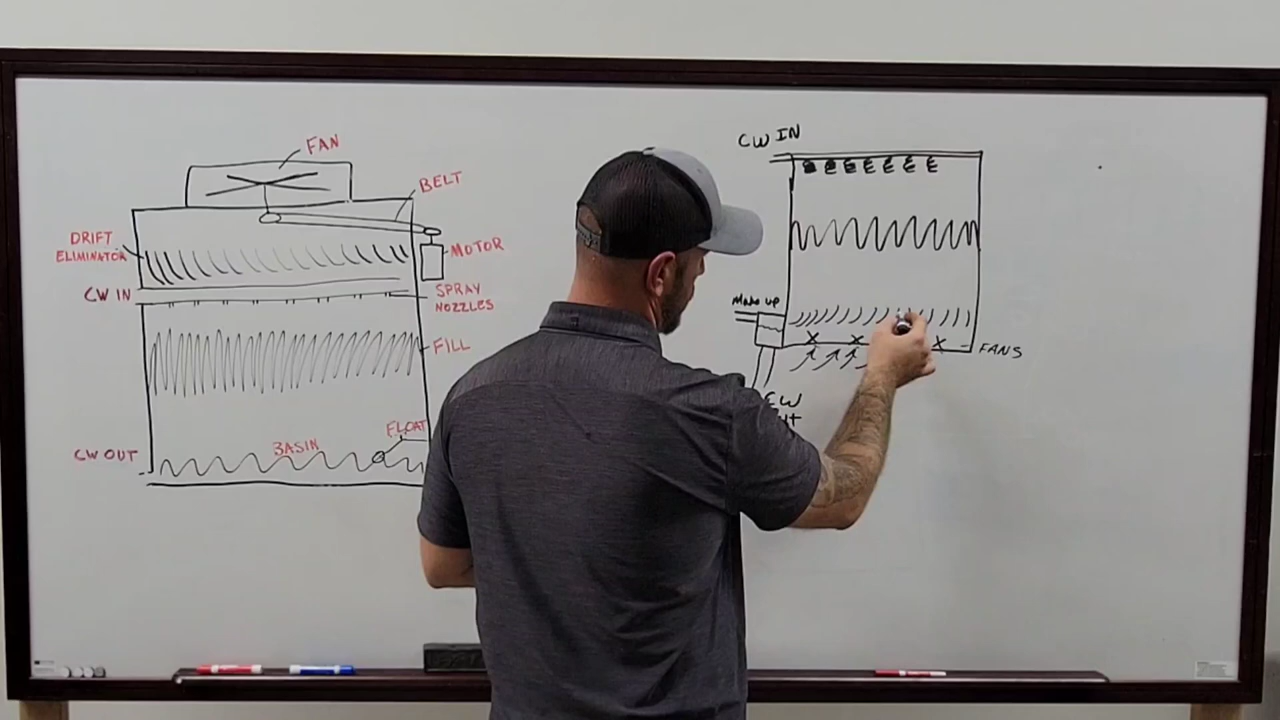 FAN
BELT
DRIFT
ELIMINATOR
MOTOR
CW IN
SPRAY
NOZZLES
FILL
FLOAT
BASIN
CW OUT
CW IN
Make up
FANS